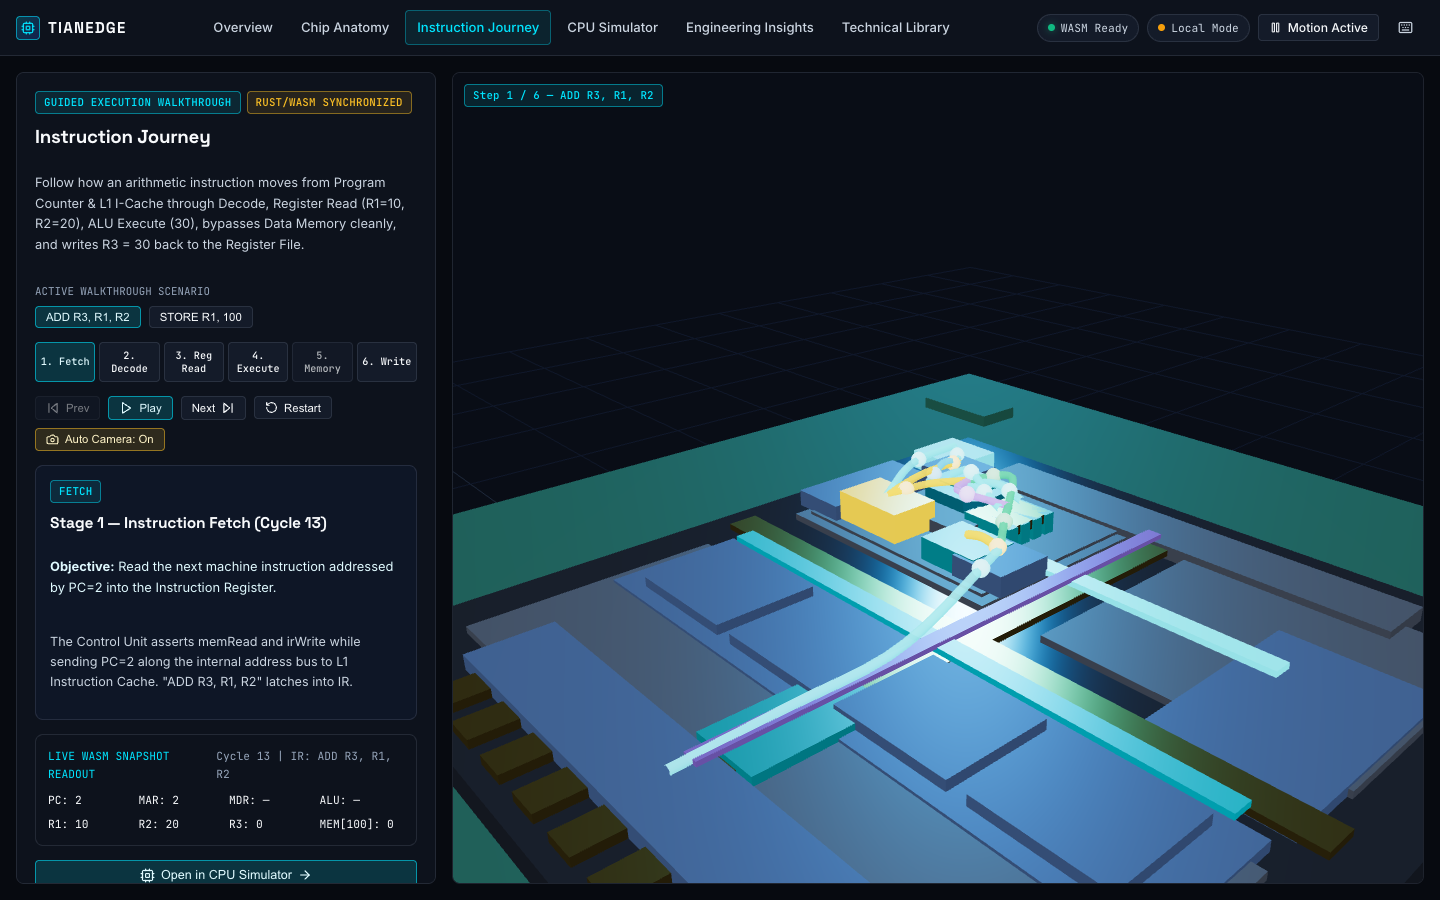 TIANEDGE
Overview
Chip Anatomy
Instruction Journey
CPU Simulator
Engineering Insights
Technical Library
WASM Ready
Local Mode
Motion Active
GUIDED EXECUTION WALKTHROUGH
RUST/WASM SYNCHRONIZED
Instruction Journey
Follow how an arithmetic instruction moves from Program
Counter & L1 I-Cache through Decode, Register Read (R1=10,
R2=20), ALU Execute (30), bypasses Data Memory cleanly,
and writes R3 = 30 back to the Register File.
ACTIVE WALKTHROUGH SCENARIO
ADD R3, R1, R2
STORE R1, 100
1. Fetch
2.
Decode
3. Reg
Read
4.
Execute
5.
Memory
6. Write
Prev
Play
Next
Restart
Auto Camera: On
FETCH
Stage 1 — Instruction Fetch (Cycle 13)
Objective: Read the next machine instruction addressed
by PC=2 into the Instruction Register.
The Control Unit asserts memRead and irWrite while
sending PC=2 along the internal address bus to L1
Instruction Cache. "ADD R3, R1, R2" latches into IR.
LIVE WASM SNAPSHOT
READOUT
Cycle 13 | IR: ADD R3, R1,
R2
PC: 2
MAR: 2
MDR: —
ALU: —
R1: 10
R2: 20
R3: 0
MEM[100]: 0
Open in CPU Simulator
Step 1 / 6 — ADD R3, R1, R2